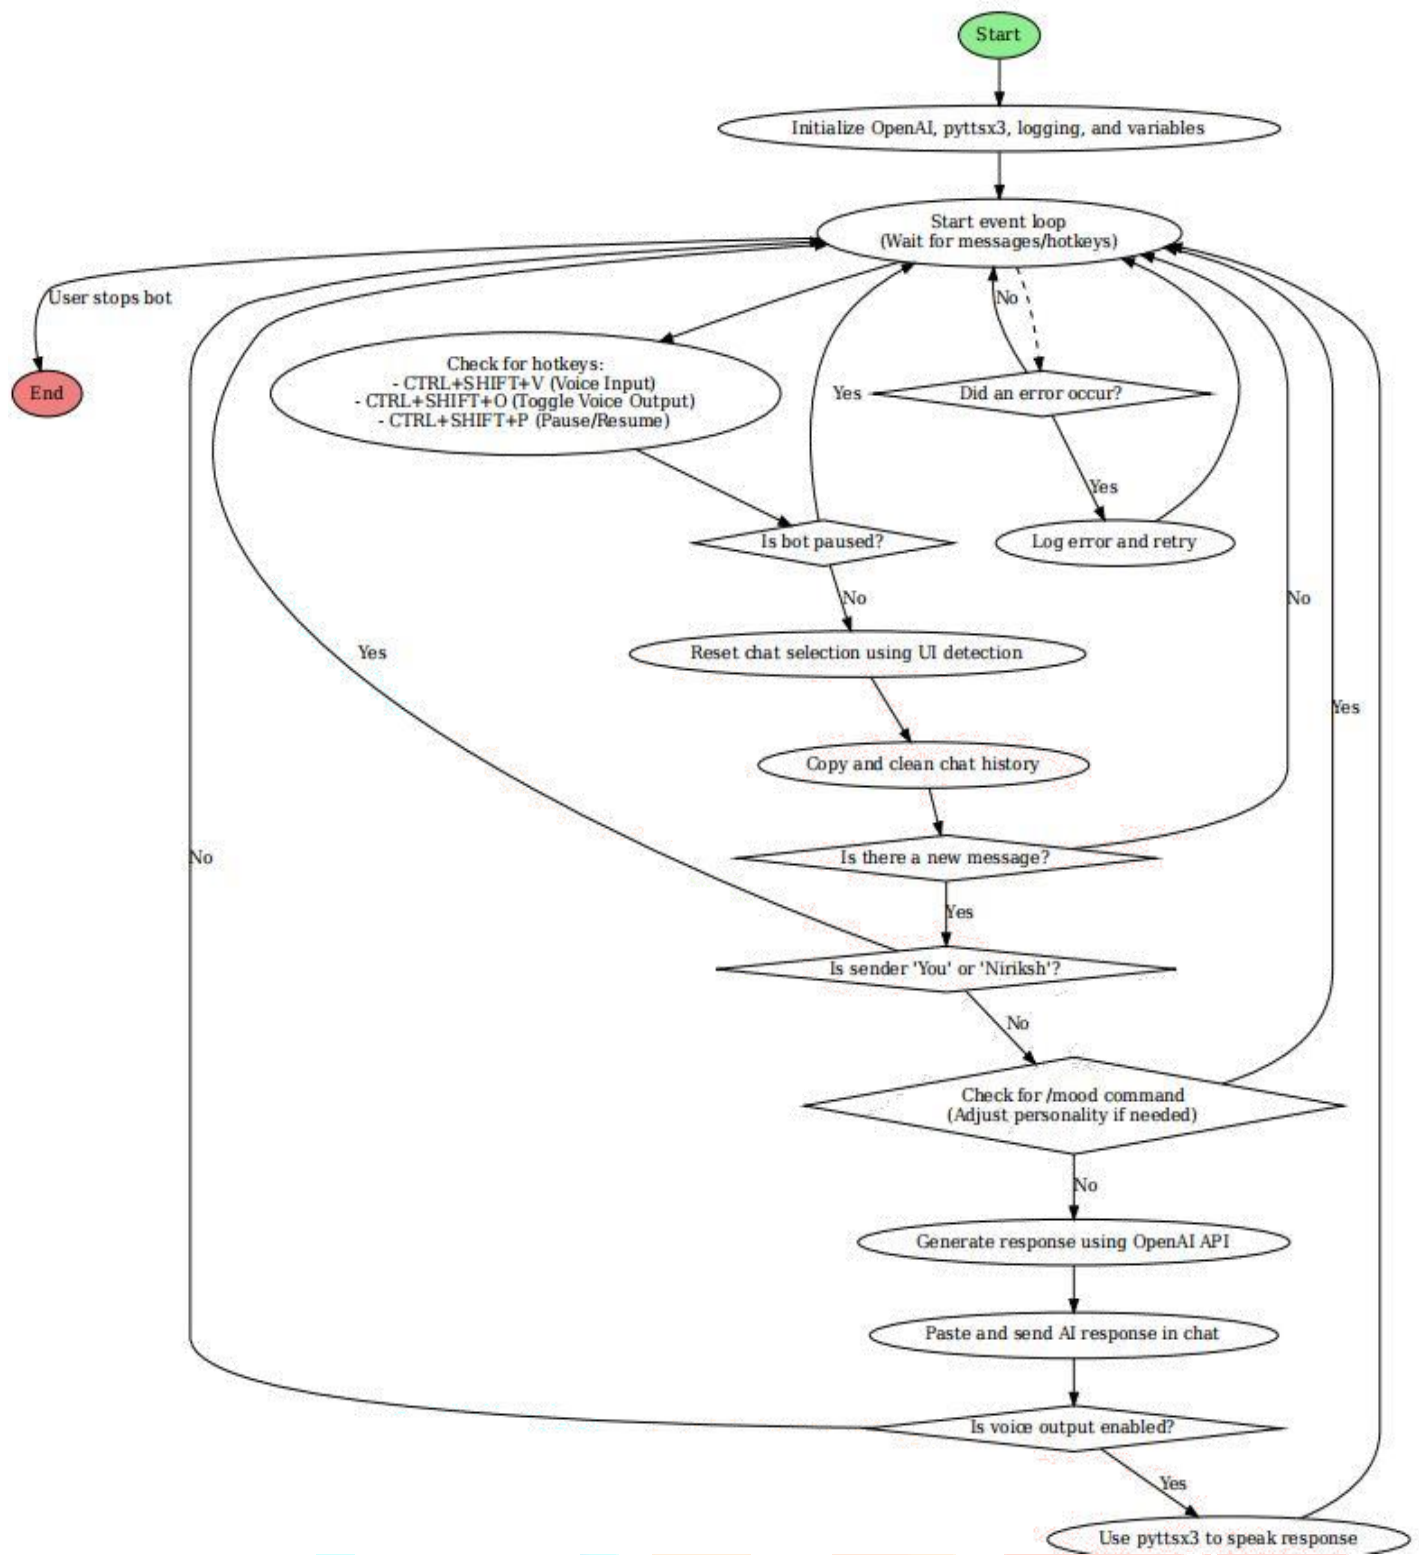 Start
Initialize OpenAI, pyttsx3, logging, and variables
Start event loop
(Wait for messages/hotkeys)
User stops bot
No
End
Check for hotkeys:
- CTRL+SHIFT+V (Voice Input)
- CTRL+SHIFT+O (Toggle Voice Output)
- CTRL+SHIFT+P (Pause/Resume)
Yes
Did an error occur?
Yes
Is bot paused?
Log error and retry
No
No
Reset chat selection using UI detection
Yes
Yes
Copy and clean chat history
No
Is there a new message?
Yes
Is sender 'You' or 'Niriksh'?
No
Check for /mood command
(Adjust personality if needed)
No
Generate response using OpenAI API
Paste and send AI response in chat
Is voice output enabled?
Yes
Use pyttsx3 to speak response